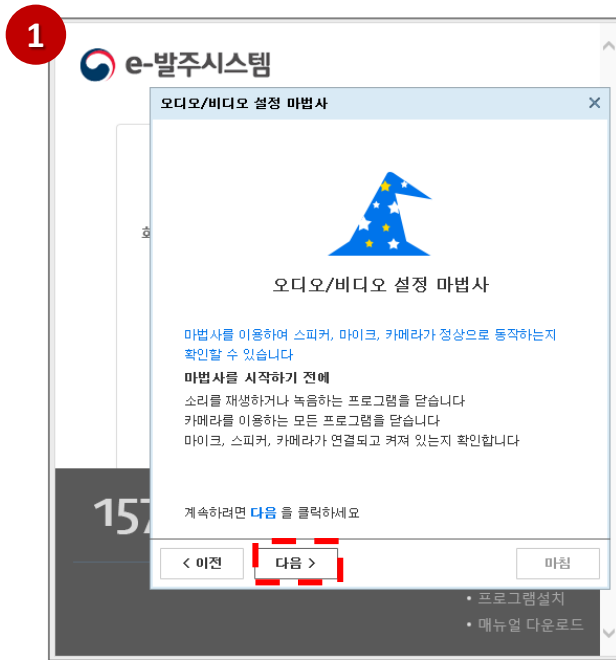 1
e-발주시스템
오디오/비디오 설정 마법사
오디오/비디오 설정 마법사
마법사를 이용하여 스피커, 마이크, 카메라가 정상으로 동작하는지
확인할 수 있습니다
마법사를 시작하기 전에
소리를 재생하거나 녹음하는 프로그램을 닫습니다
카메라를 이용하는 모든 프로그램을 닫습니다
마이크, 스피커, 카메라가 연결되고 켜져 있는지 확인합니다
157
계속하려면 다음 을 클릭하세요
< 이전
다음 >
마침
• 프로그램설치
• 매뉴얼 다운로드